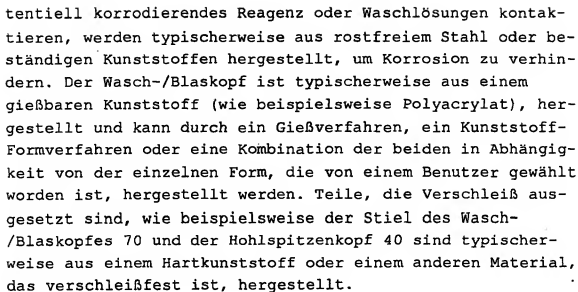 tentiell korrodierendes Reagenz oder Waschlösungen kontak-
tieren, werden typischerweise aus rostfreiem Stahl oder be-
ständigen Kunststoffen hergestellt, um Korrosion zu verhin-
dern. Der Wasch-/Blaskopf ist typischerweise aus einem
gießbaren Kunststoff (wie beispielsweise Polyacrylat), her-
gestellt und kann durch ein Gießverfahren, ein Kunststoff-
Formverfahren oder eine Kombination der beiden in Abhängig-
keit von der einzelnen Form, die von einem Benutzer gewählt
worden ist, hergestellt werden. Teile, die Verschleiß aus-
gesetzt sind, wie beispielsweise der Stiel des Wasch-
/Blaskopfes 70 und der Hohlspitzenkopf 40 sind typischer-
weise aus einem Hartkunststoff oder einem anderen Material,
das verschleißfest ist, hergestellt.